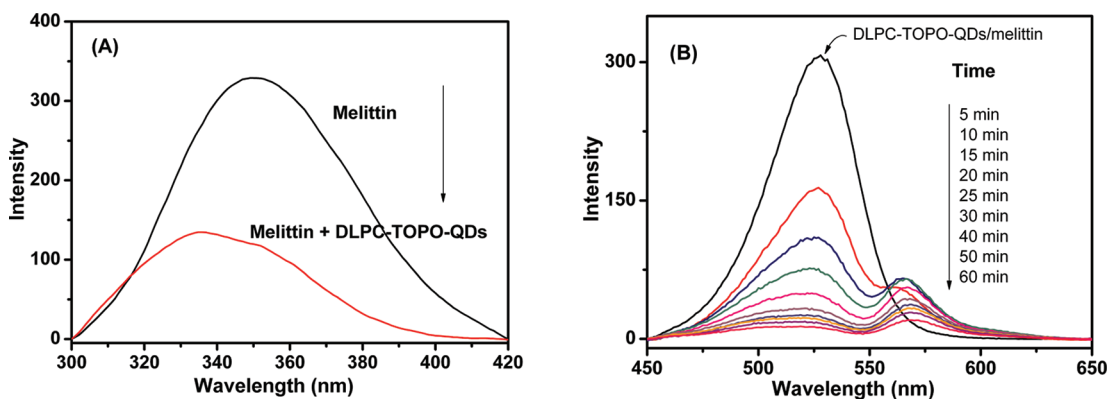 (A)
400
300
200
100
0
Intensity
Melittin
Melittin + DLPC-TOPO-QDs
300 320 340 360 380 400 420
Wavelength (nm)
(B)
DLPC-TOPO-QDs/melittin
Time
5 min
10 min
15 min
20 min
25 min
30 min
40 min
50 min
60 min
300
150
0
Intensity
450 500 550 600 650
Wavelength (nm)